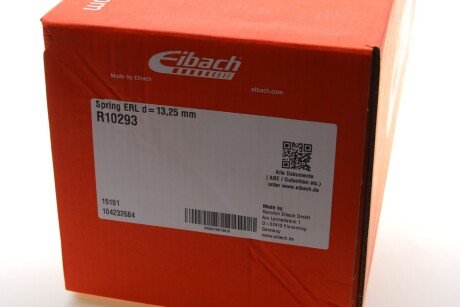 om
Eibach
Made by Eibach
eibach.com
Spring ERL d = 13,25 mm
R10293
Alle Dokumente
( ABE / Gutachten etc.)
unter www.eibach.de
15101
104232684
Made by
Heinrich Eibach GmbH
Am Lennedamm 1
D - 57413 Finnentrop
Germany
www.eibach.de